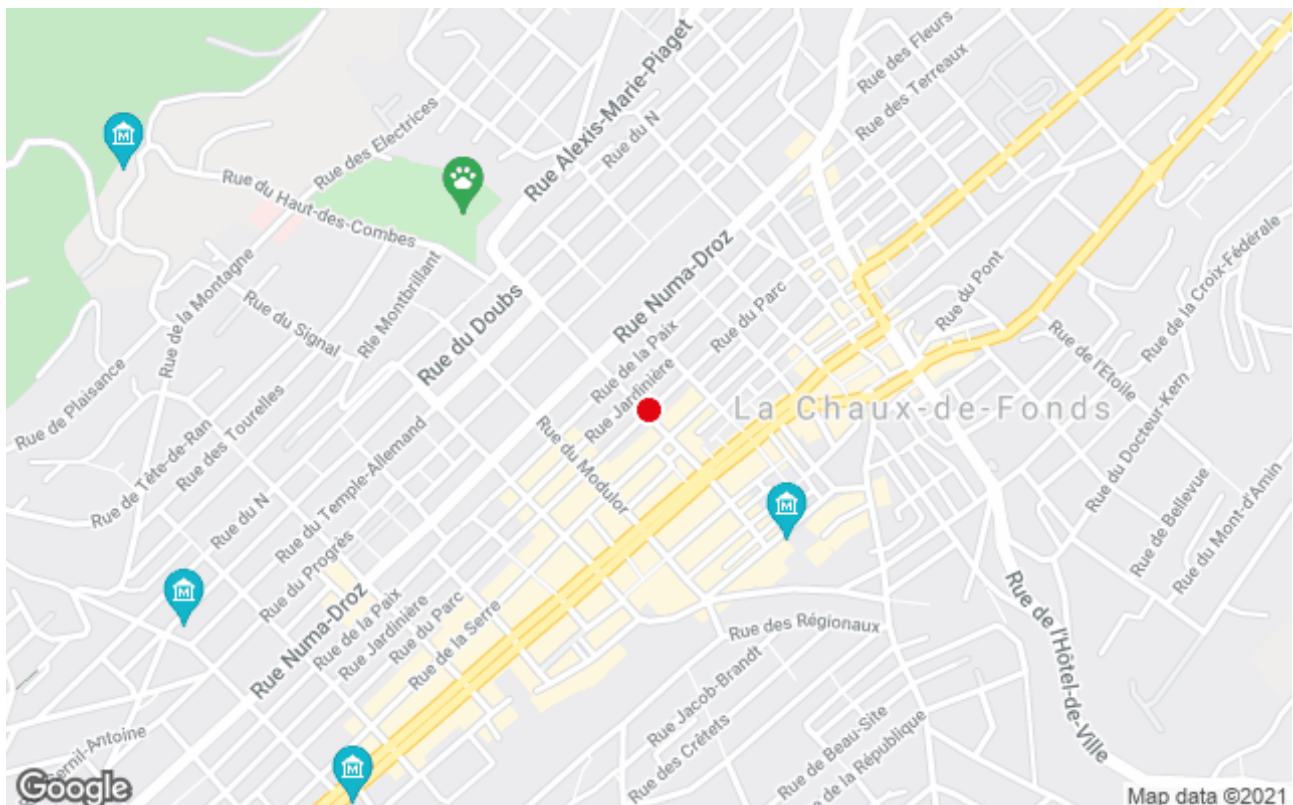 Rue des Fleurs
Rue des Terreaux
Rue Alexis-Marie-Piaget
Rue du N
Rue des Electrices
Rue du Haut-des-Combes
Rue de la Montagne
Rle Montbrillant
Rue du Signal
Rue du Doubs
Rue Numa-Droz
Rue du Parc
Rue de la Paix
Rue Jardinière
Rue du Pont
Rue de la Croix-Fédérale
Rue de l'Etoile
Rue de Plaisance
Rue des Tourelles
Rue de Tête-de-Ran
Rue du Temple-Allemand
Rue du Modulor
La Chaux-de-Fonds
Rue du Docteur-Kern
Rue de Bellevue
Rue du Mont-d'Amin
Rue du N
Rue du Progrès
Rue Numa-Droz
Rue de la Paix
Rue Jardinière
Rue du Parc
Rue de la Serre
Rue des Régionaux
Rue de l'Hôtel-de-Ville
Rue Jacob-Brandt
Rue des Crêtets
Rue de Beau-Site
de la République
Sernil-Antoine
Google
Map data ©2021